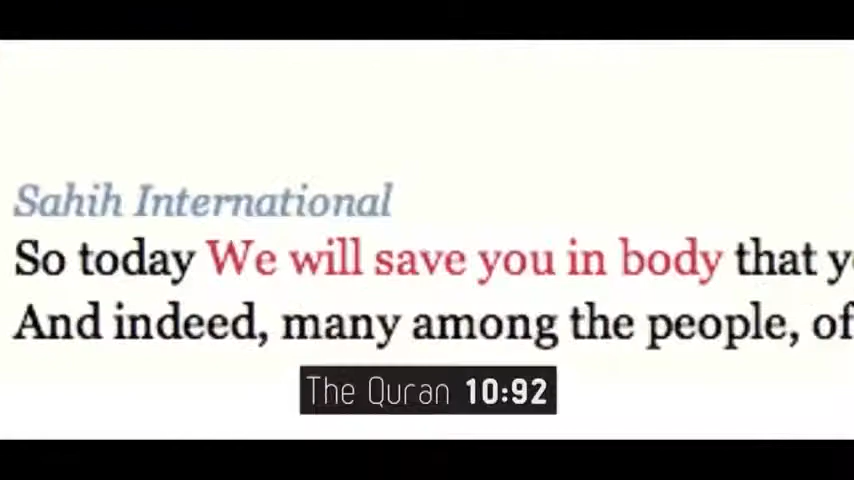 Sahih International
So today We will save you in body that
And indeed, many among the people,
The Quran 10:92